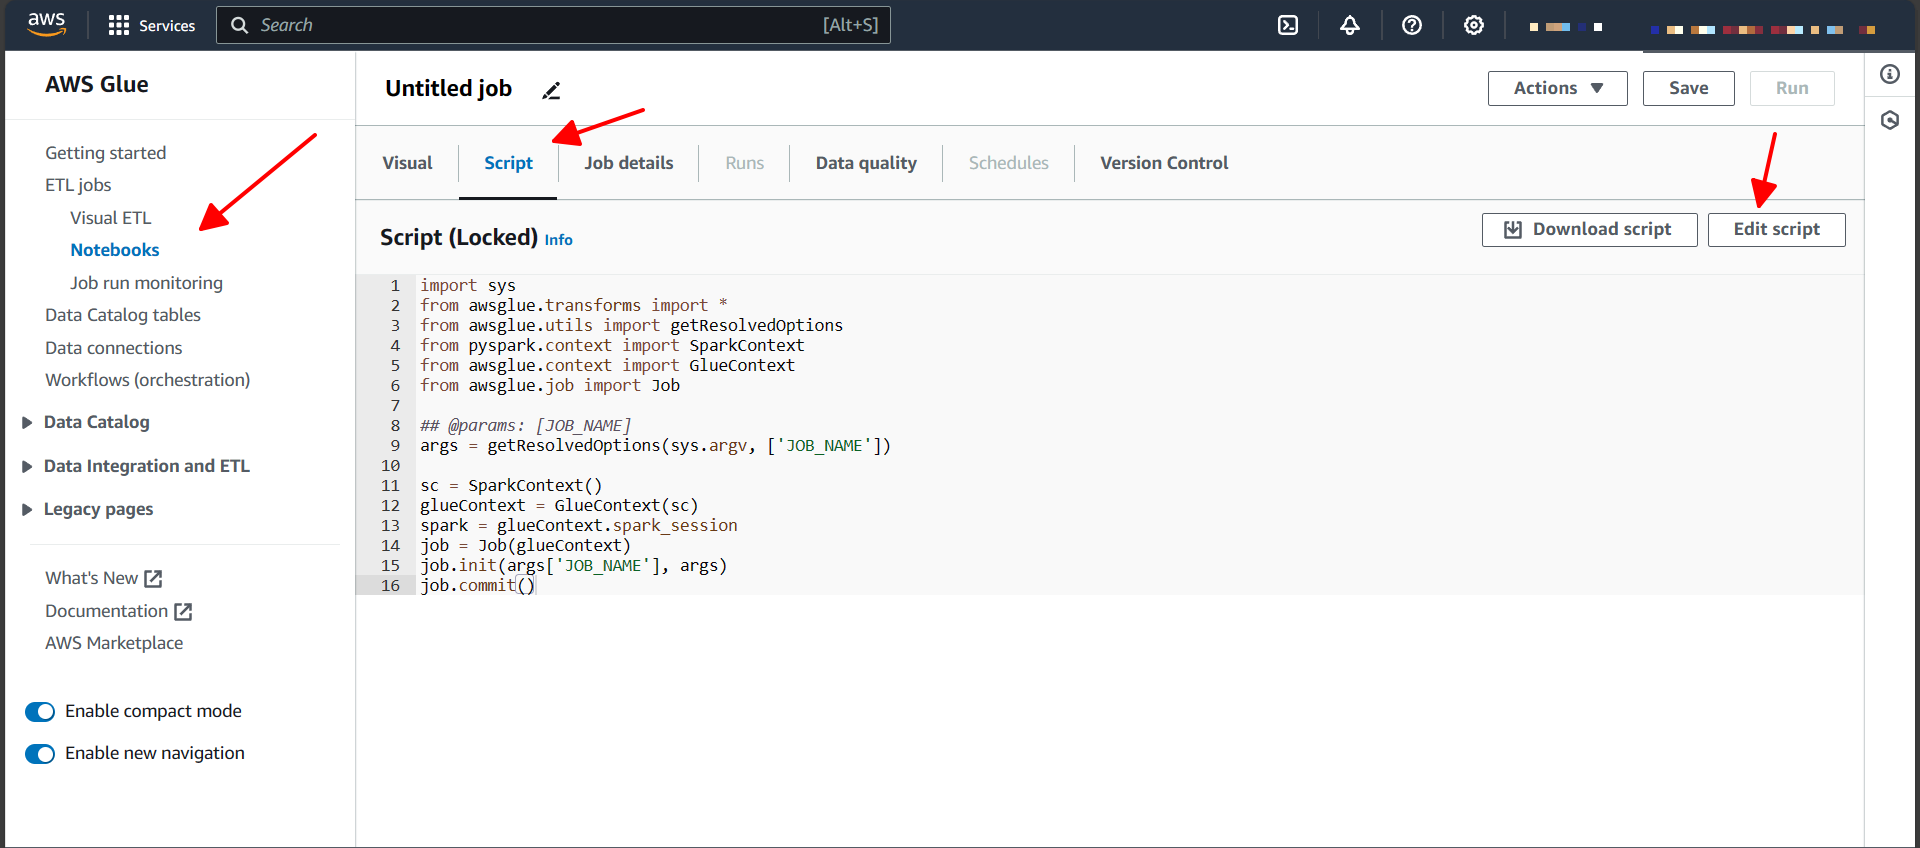 aws
Services
Search
[Alt+S]
AWS Glue
Getting started
ETL jobs
Visual ETL
Notebooks
Job run monitoring
Data Catalog tables
Data connections
Workflows (orchestration)
Data Catalog
Data Integration and ETL
Legacy pages
What's New
Documentation
AWS Marketplace
Enable compact mode
Enable new navigation
Untitled job
Actions
Save
Run
Visual
Script
Job details
Runs
Data quality
Schedules
Version Control
Script (Locked) Info
Download script
Edit script
1 import sys
2 from awsglue.transforms import *
3 from awsglue.utils import getResolvedOptions
4 from pyspark.context import SparkContext
5 from awsglue.context import GlueContext
6 from awsglue.job import Job
7
8 ## @params: [JOB_NAME]
9 args = getResolvedOptions(sys.argv, ['JOB_NAME'])
10
11 sc = SparkContext()
12 glueContext = GlueContext(sc)
13 spark = glueContext.spark_session
14 job = Job(glueContext)
15 job.init(args['JOB_NAME'], args)
16 job.commit()